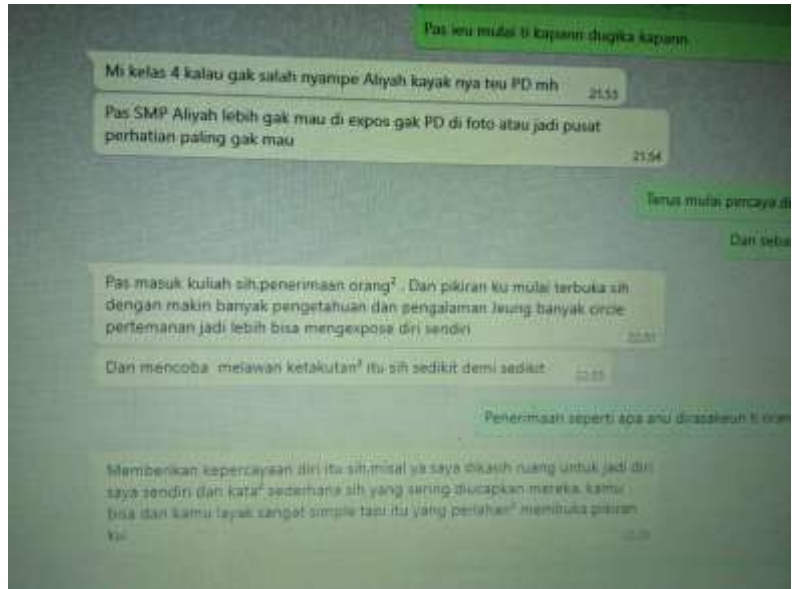 Pas ieu mulai ti kapann dugika kapann
Mi kelas 4 kalau gak salah nyampe Aliyah kayak nya teu PD mh
21.53
Pas SMP Aliyah lebih gak mau di expos gak PD di foto atau jadi pusat
perhatian paling gak mau
21.54
Terus mulai percaya di
Dan seba
Pas masuk kuliah sih,penerimaan orang² . Dan pikiran ku mulai terbuka sih
dengan makin banyak pengetahuan dan pengalaman Jeung banyak circle
pertemanan jadi lebih bisa mengexpose diri sendiri
Dan mencoba melawan ketakutan² itu sih sedikit demi sedikit
Penerimaan seperti apa anu dirasakeun ti oran
Memberikan kepercayaan diri itu sih,misal ya saya dikasih ruang untuk jadi diri
saya sendiri dan kata² sederhana sih yang sering diucapkan mereka, kamu
bisa dan kamu layak sangat simple tapi itu yang perlahan² membuka pikiran
ku